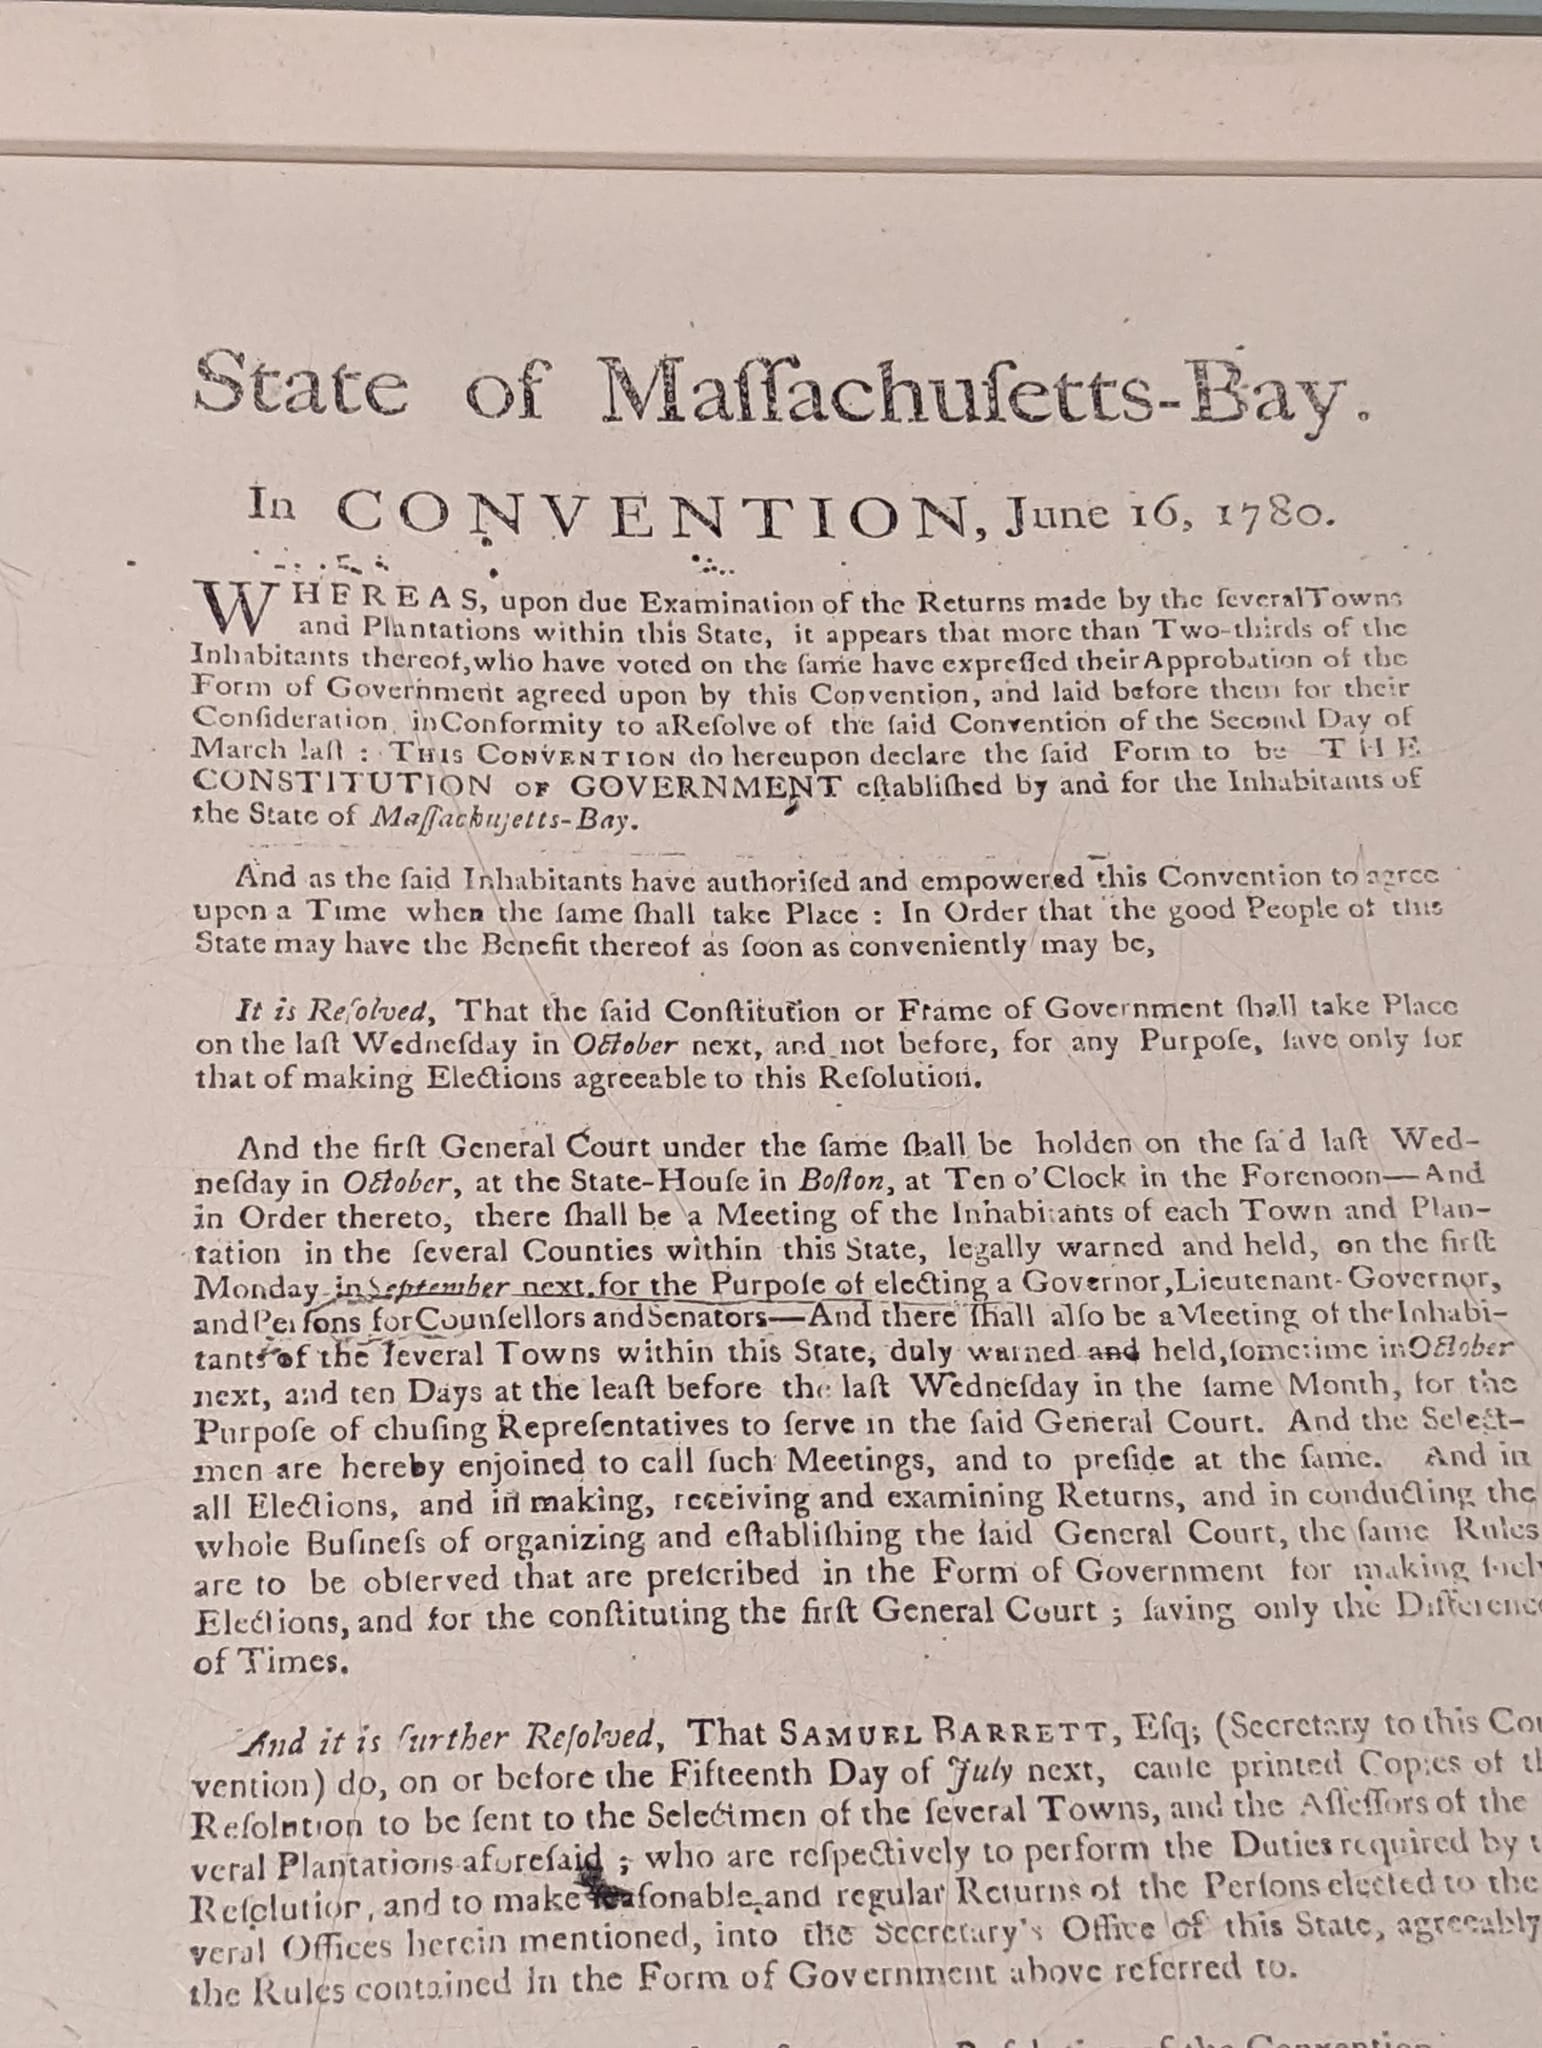 State of Maſſachuſetts-Bay.
In CONVENTION, June 16, 1780.
WHEREAS, upon due Examination of the Returns made by the ſeveral Towns
and Plantations within this State, it appears that more than Two-thirds of the
Inhabitants thereof, who have voted on the ſame have expreſſed their Approbation of the
Form of Government agreed upon by this Convention, and laid before them for their
Conſideration, in Conformity to a Reſolve of the ſaid Convention of the Second Day of
March laſt : THIS CONVENTION do hereupon declare the ſaid Form to be THE
CONSTITUTION OF GOVERNMENT eſtabliſhed by and for the Inhabitants of
the State of Maſſachuſetts-Bay.
And as the ſaid Inhabitants have authoriſed and empowered this Convention to agree
upon a Time when the ſame ſhall take Place : In Order that the good People of this
State may have the Benefit thereof as ſoon as conveniently may be,
It is Reſolved, That the ſaid Conſtitution or Frame of Government ſhall take Place
on the laſt Wedneſday in October next, and not before, for any Purpoſe, ſave only for
that of making Elections agreeable to this Reſolution.
And the firſt General Court under the ſame ſhall be holden on the ſaid laſt Wed-
neſday in October, at the State-Houſe in Boſton, at Ten o'Clock in the Forenoon—And
in Order thereto, there ſhall be a Meeting of the Inhabitants of each Town and Plan-
tation in the ſeveral Counties within this State, legally warned and held, on the firſt
Monday in September next, for the Purpoſe of electing a Governor, Lieutenant-Governor,
and Perſons for Counſellors and Senators—And there ſhall alſo be a Meeting of the Inhabi-
tants of the ſeveral Towns within this State, duly warned and held, ſometime in October
next, and ten Days at the leaſt before the laſt Wedneſday in the ſame Month, for the
Purpoſe of chuſing Repreſentatives to ſerve in the ſaid General Court. And the Select-
men are hereby enjoined to call ſuch Meetings, and to preſide at the ſame. And in
all Elections, and in making, receiving and examining Returns, and in conducting the
whole Buſineſs of organizing and eſtabliſhing the ſaid General Court, the ſame Rules
are to be obſerved that are preſcribed in the Form of Government for making ſuch
Elections, and for the conſtituting the firſt General Court ; ſaving only the Difference
of Times.
And it is further Reſolved, That SAMUEL BARRETT, Eſq; (Secretary to this Con
vention) do, on or before the Fifteenth Day of July next, cauſe printed Copies of th
Reſolution to be ſent to the Selectmen of the ſeveral Towns, and the Aſſeſſors of the
veral Plantations aforeſaid ; who are reſpectively to perform the Duties required by t
Reſolution, and to make ſeaſonable and regular Returns of the Perſons elected to the
veral Offices herein mentioned, into the Secretary's Office of this State, agreeably
the Rules contained in the Form of Government above referred to.
of the Convention